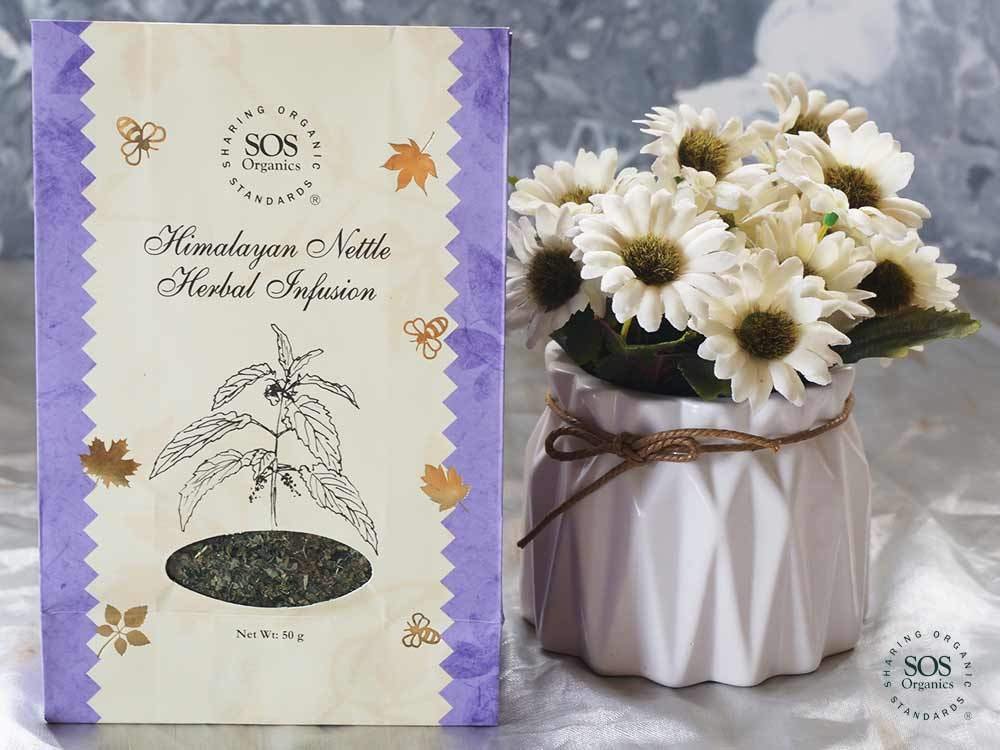 SHARING ORGANIC
SOS
Organics
STANDARDS®
Himalayan Nettle
Herbal Infusion
Net Wt: 50 g
SHARING ORGANIC
SOS
Organics
STANDARDS®